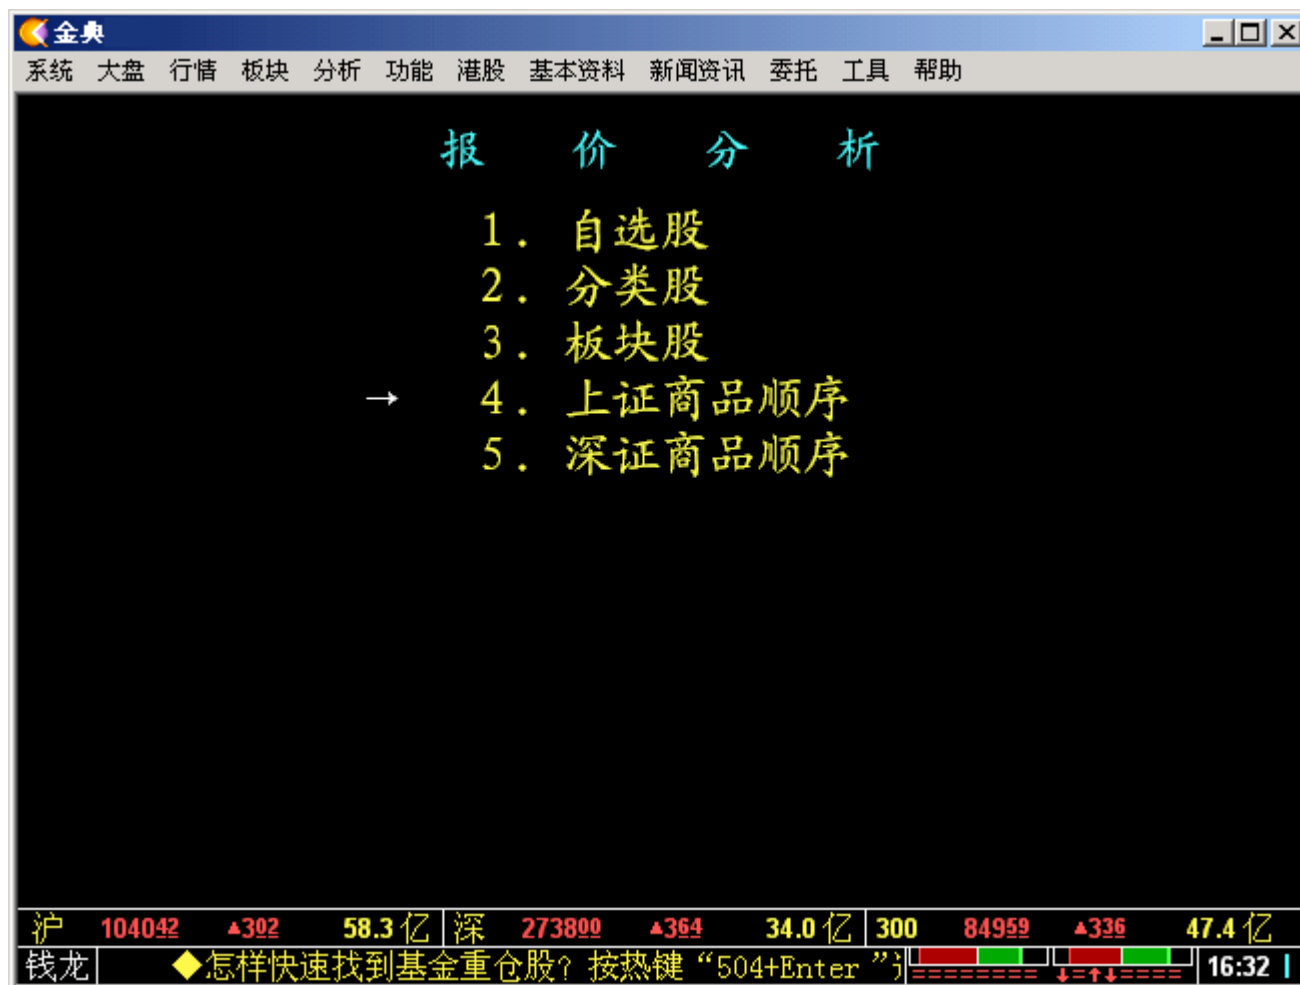 金典
系统 大盘 行情 板块 分析 功能 港股 基本资料 新闻资讯 委托 工具 帮助
报 价 分 析
1. 自选股
2. 分类股
3. 板块股
→ 4. 上证商品顺序
5. 深证商品顺序
沪 104042 ▲302 58.3亿 深 273800 ▲364 34.0亿 300 84959 ▲336 47.4亿
钱龙 ◆怎样快速找到基金重仓股? 按热键“504+Enter ” 16:32